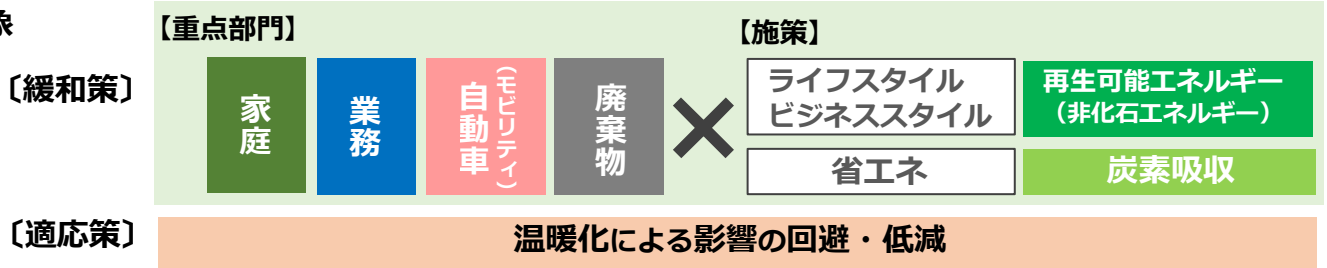 象
【重点部門】
【施策】
〔緩和策〕
家庭
業務
自動車
（モビリティ）
廃棄物
×
ライフスタイル
ビジネススタイル
再生可能エネルギー
（非化石エネルギー）
省エネ
炭素吸収
〔適応策〕
温暖化による影響の回避・低減